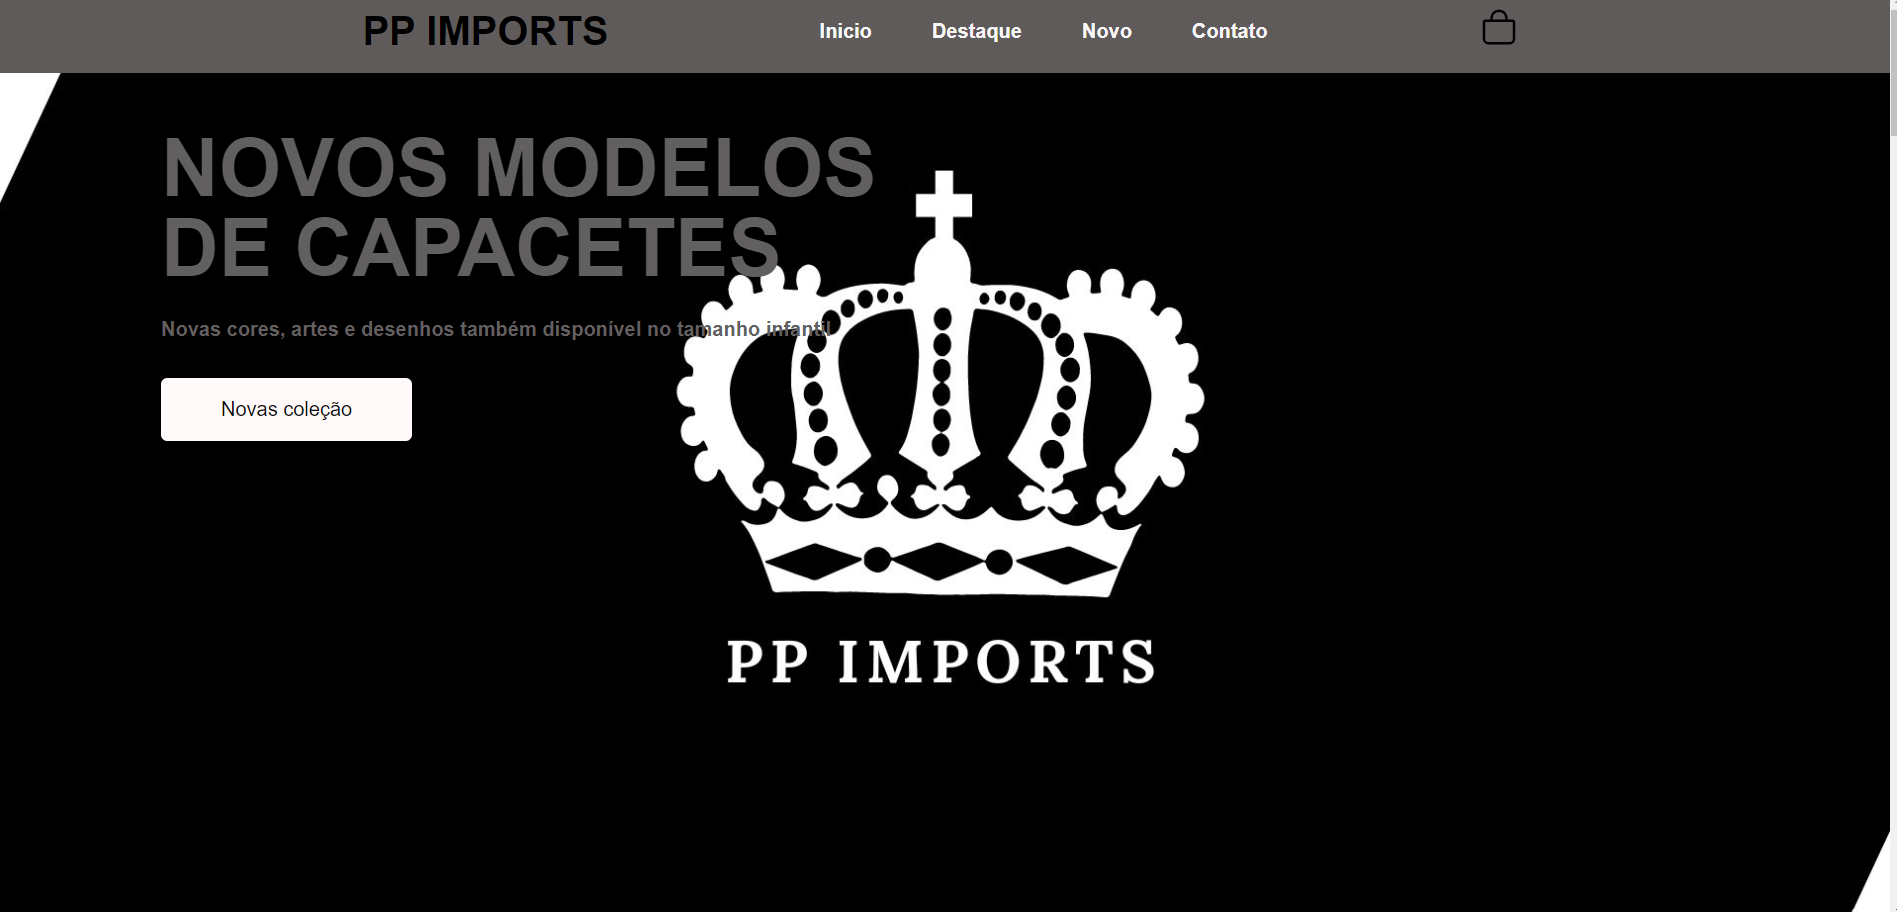 PP IMPORTS
Inicio Destaque Novo Contato
NOVOS MODELOS
DE CAPACETES
Novas cores, artes e desenhos também disponível no tamanho infantil
Novas coleção
PP IMPORTS